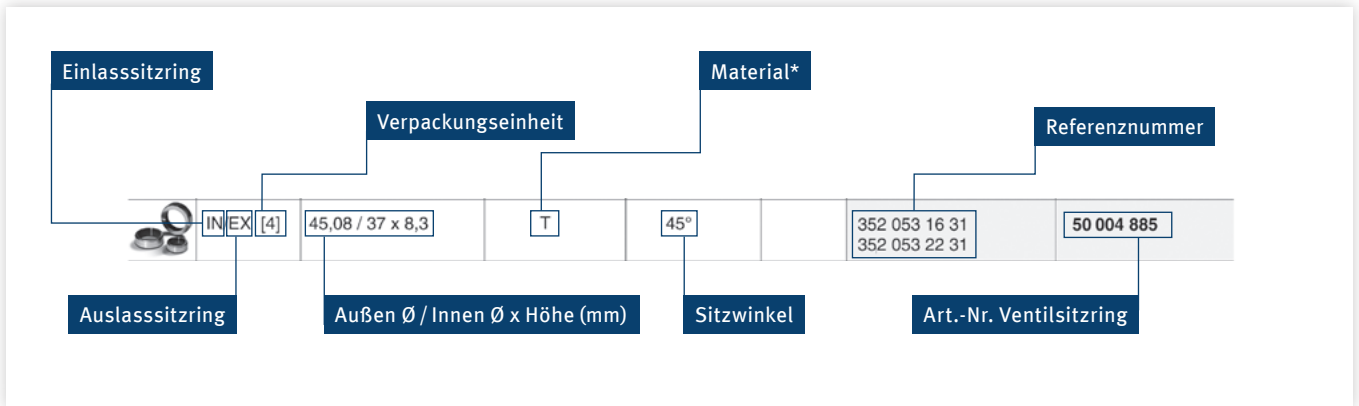 Einlasssitzring
Material*
Verpackungseinheit
Referenznummer
IN/EX [4] 45,08 / 37 x 8,3 T 45° 352 053 16 31 50 004 885
352 053 22 31
Auslasssitzring
Außen Ø / Innen Ø x Höhe (mm)
Sitzwinkel
Art.-Nr. Ventilsitzring